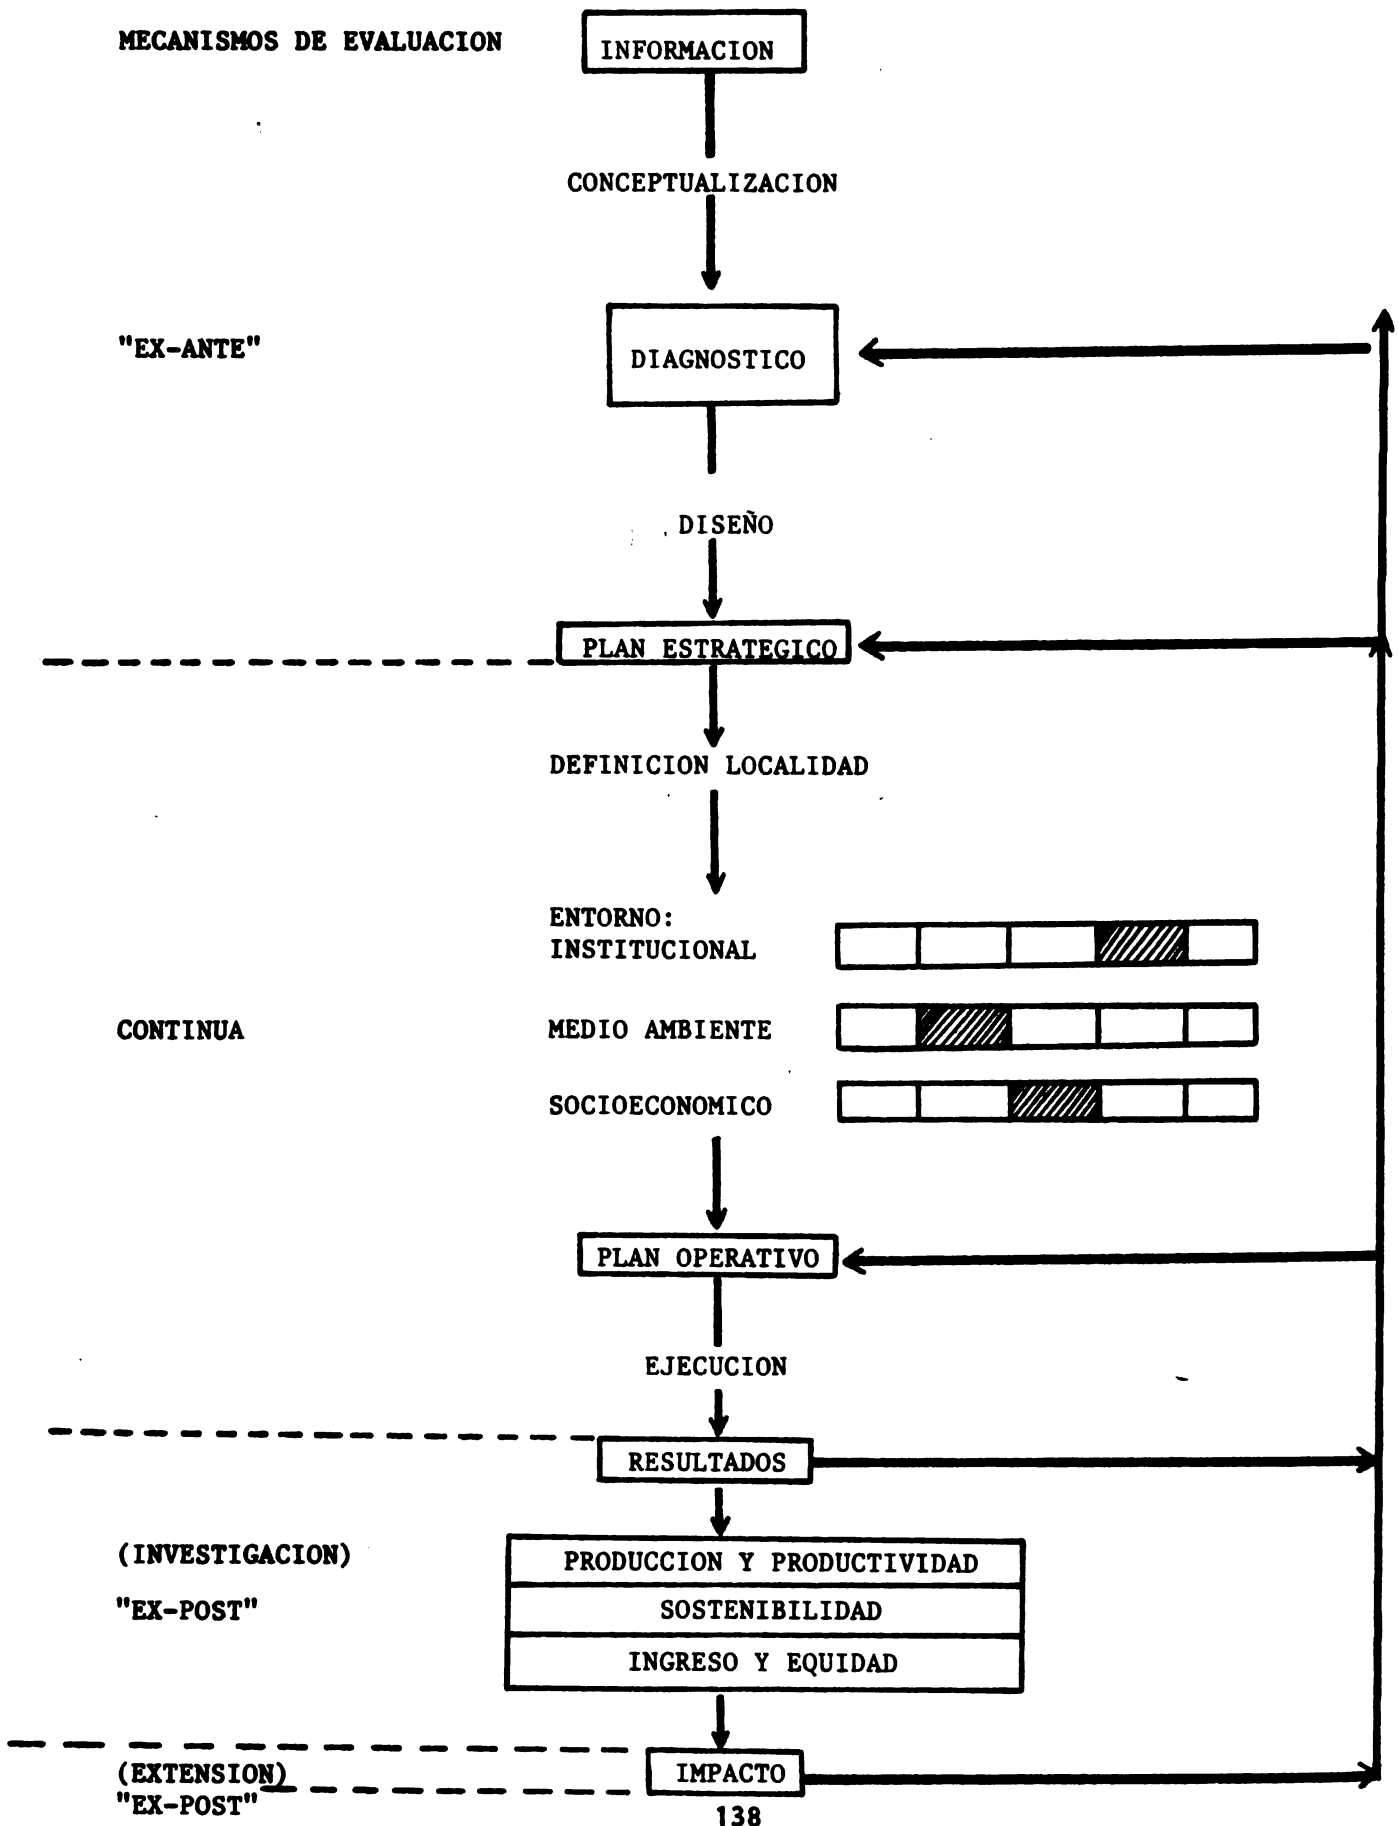 MECANISMOS DE EVALUACION
INFORMACION
CONCEPTUALIZACION
"EX-ANTE"
DIAGNOSTICO
DISEÑO
PLAN ESTRATEGICO
DEFINICION LOCALIDAD
ENTORNO:
INSTITUCIONAL
CONTINUA
MEDIO AMBIENTE
SOCIOECONOMICO
PLAN OPERATIVO
EJECUCION
RESULTADOS
(INVESTIGACION)
PRODUCCION Y PRODUCTIVIDAD
"EX-POST"
SOSTENIBILIDAD
INGRESO Y EQUIDAD
(EXTENSION)
IMPACTO
"EX-POST"
138